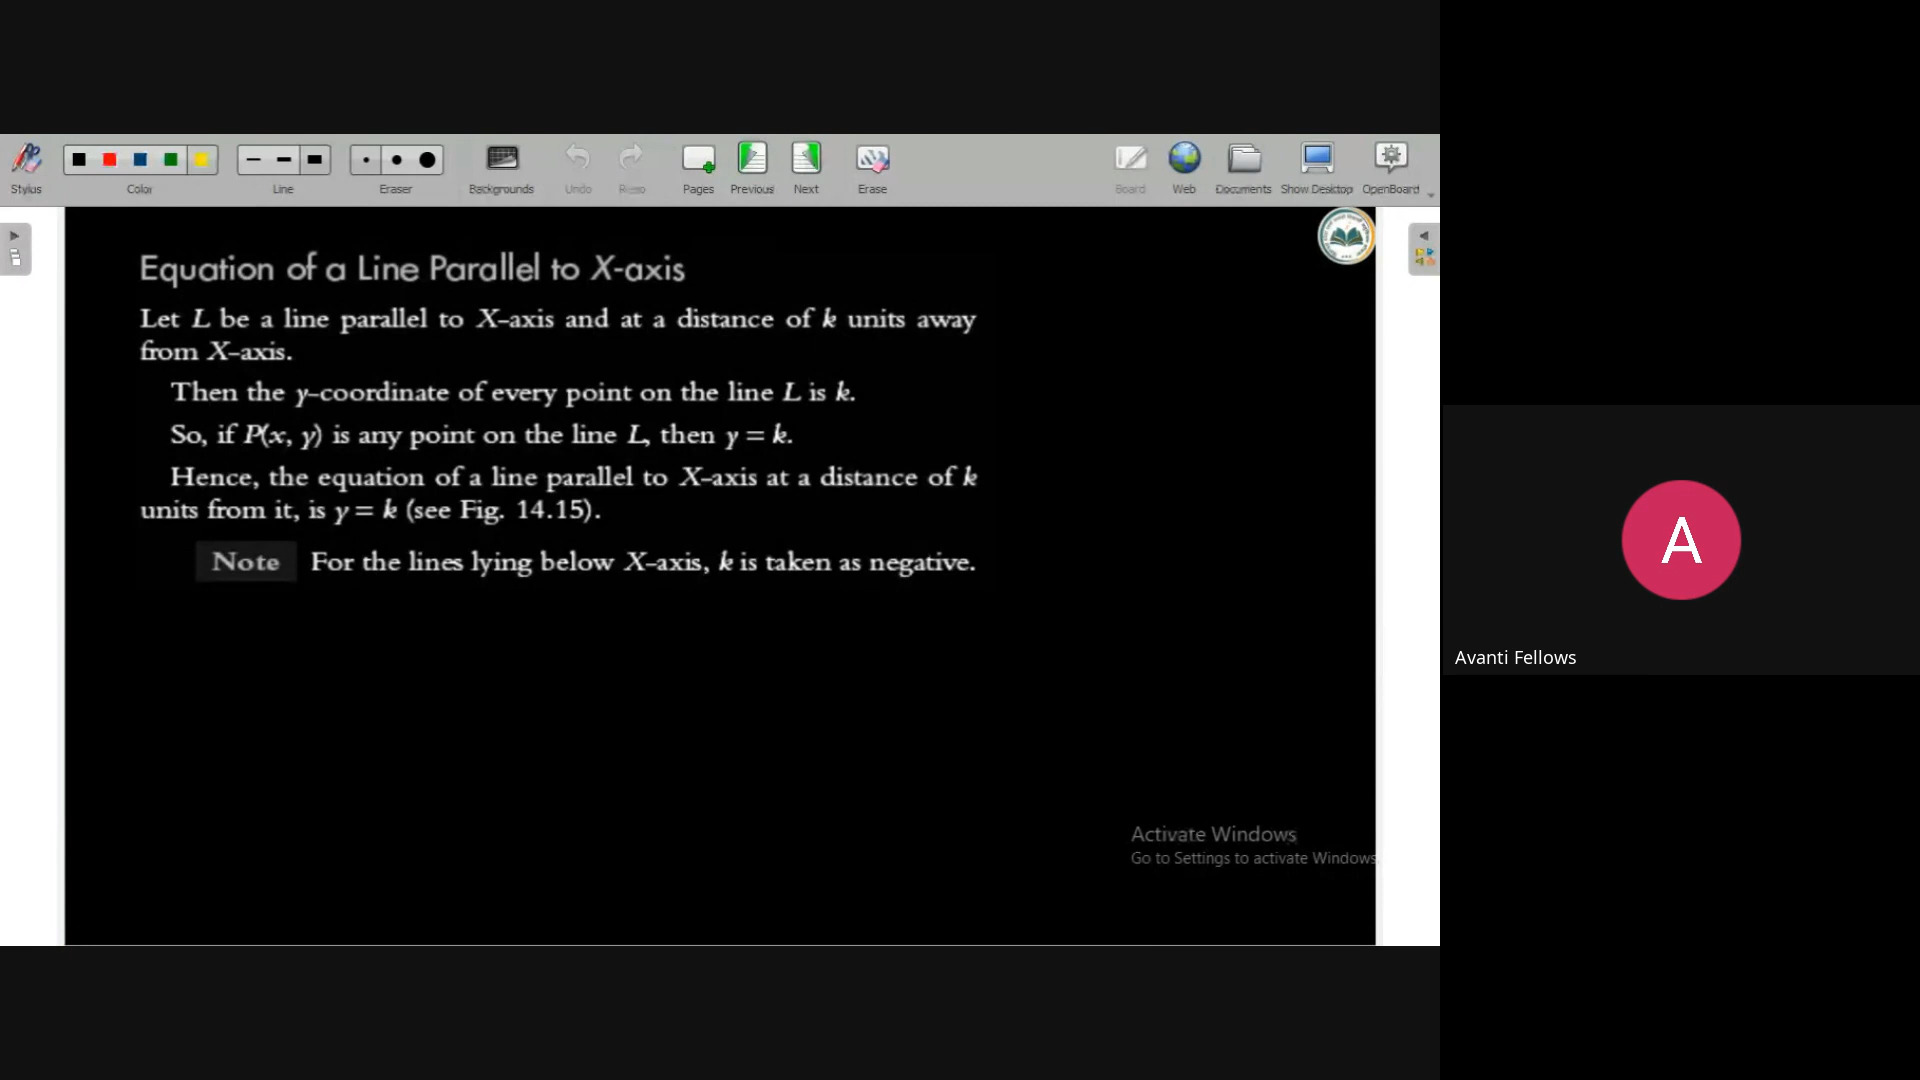 Stylus
Color
Line
Eraser
Backgrounds
Undo
Redo
Pages
Previous
Next
Erase
Board
Web
Documents
Show Desktop
OpenBoard
Equation of a Line Parallel to X-axis
Let L be a line parallel to X-axis and at a distance of k units away
from X-axis.
Then the y-coordinate of every point on the line L is k.
So, if P(x, y) is any point on the line L, then y = k.
Hence, the equation of a line parallel to X-axis at a distance of k
units from it, is y = k (see Fig. 14.15).
Note For the lines lying below X-axis, k is taken as negative.
Activate Windows
Go to Settings to activate Windows
A
Avanti Fellows